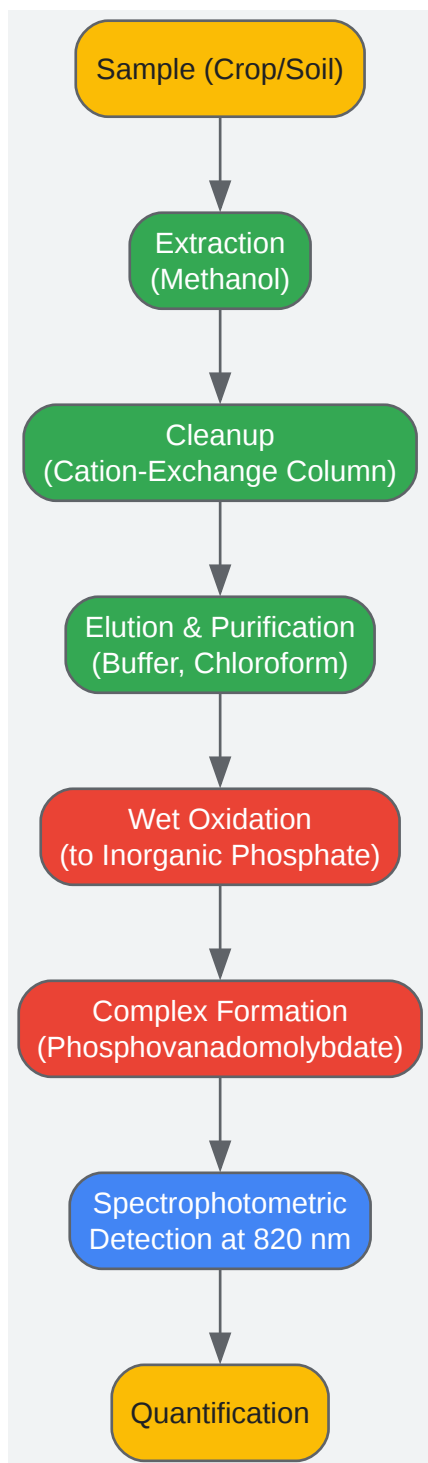 Sample (Crop/Soil)
Extraction
(Methanol)
Cleanup
(Cation-Exchange Column)
Elution & Purification
(Buffer, Chloroform)
Wet Oxidation
(to Inorganic Phosphate)
Complex Formation
(Phosphovanadomolybdate)
Spectrophotometric
Detection at 820 nm
Quantification